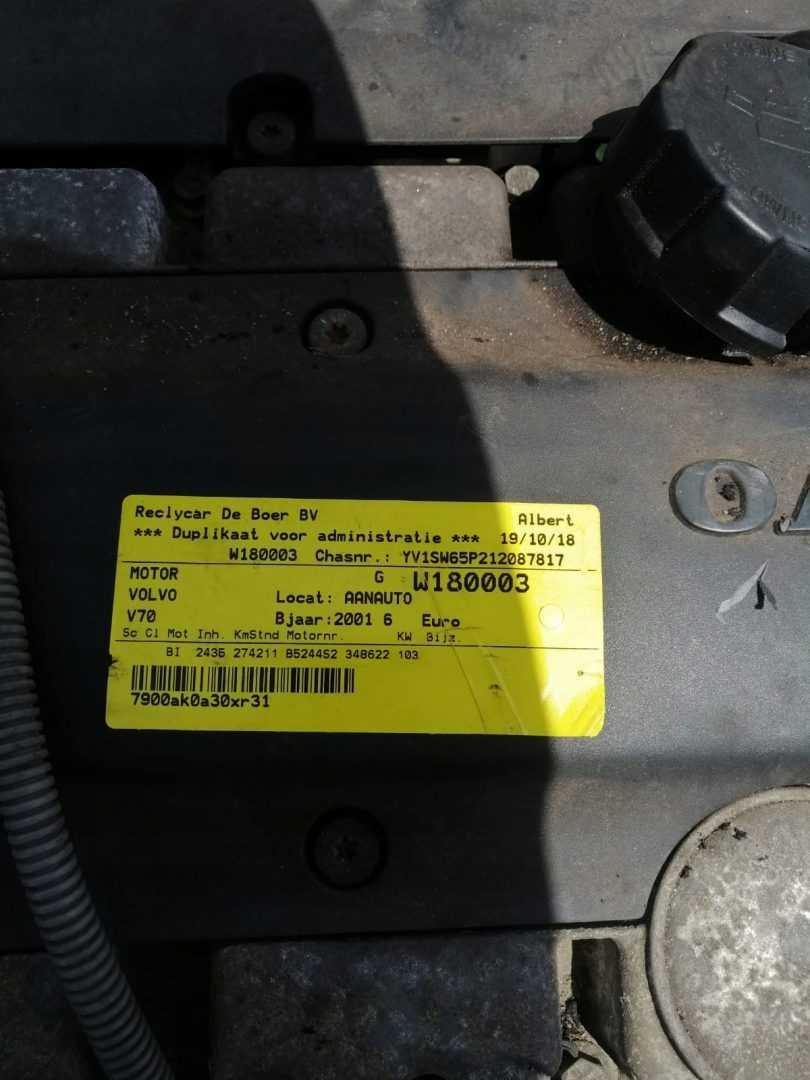 Reclycar De Boer BV Albert
*** Duplikaat voor administratie *** 19/10/18
W180003 Chasnr.: YV1SW65P212087817
MOTOR G W180003
VOLVO Locat: AANAUTO
V70 Bjaar: 2001 6 Euro
Sc Cl Mot Inh. KmStnd Motornr. KW Bijz.
BI 2435 274211 B5244S2 348622 103
7900ak0a30xr31